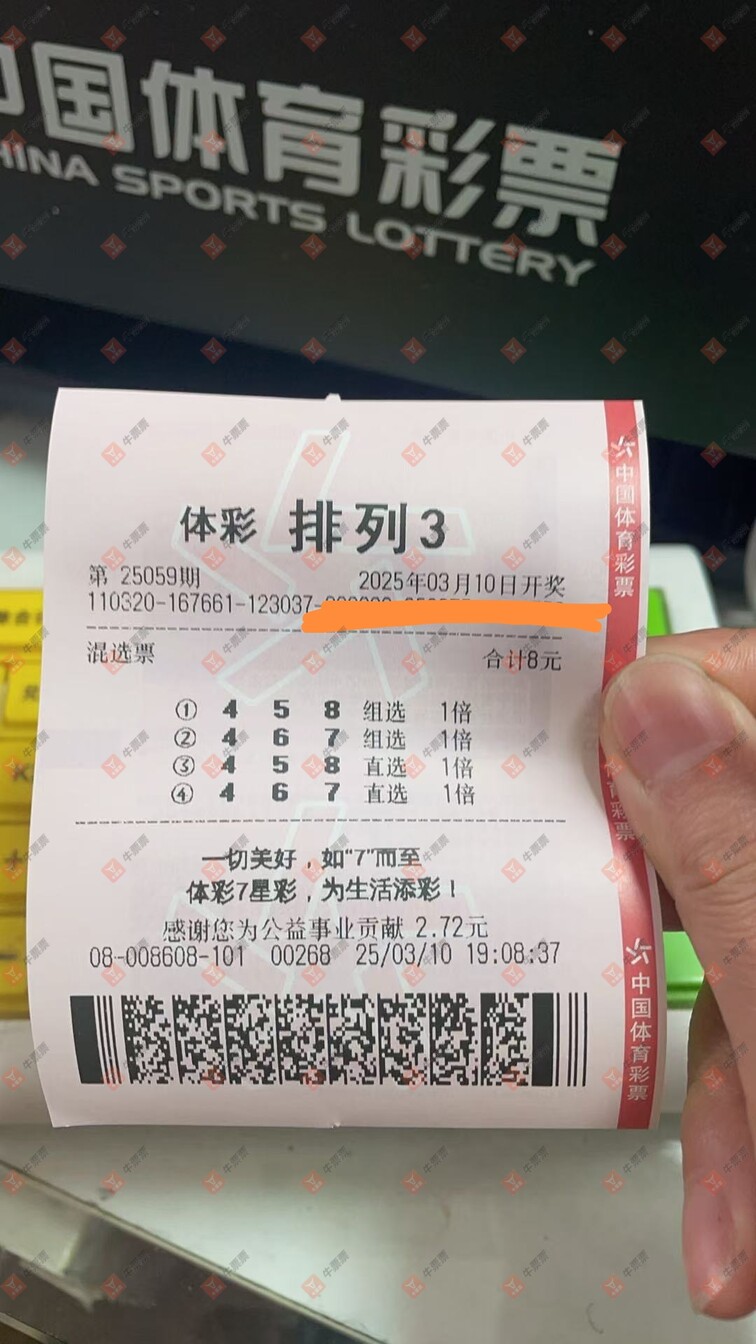 中国体育彩票
HINA SPORTS LOTTERY
体彩 排列3
第 25059期 2025年03月10日开奖
110320-167661-123037-
混选票 合计8元
① 4 5 8 组选 1倍
② 4 6 7 组选 1倍
③ 4 5 8 直选 1倍
④ 4 6 7 直选 1倍
一切美好，如“7”而至
体彩7星彩，为生活添彩！
感谢您为公益事业贡献 2.72元
08-008608-101 00268 25/03/10 19:08:37
中国体育彩票
中国体育彩票
牛票票